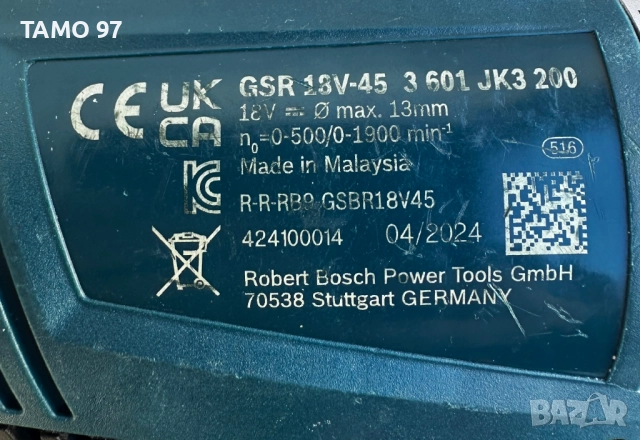 TAMO 97
CE UK CA GSR 18V-45 3 601 JK3 200
18V ⎓ Ø max. 13mm
n₀=0-500/0-1900 min⁻¹
Made in Malaysia
516
R-R-RB9-GSBR18V45
424100014 04/2024
Robert Bosch Power Tools GmbH
70538 Stuttgart GERMANY
BAZAR.bg